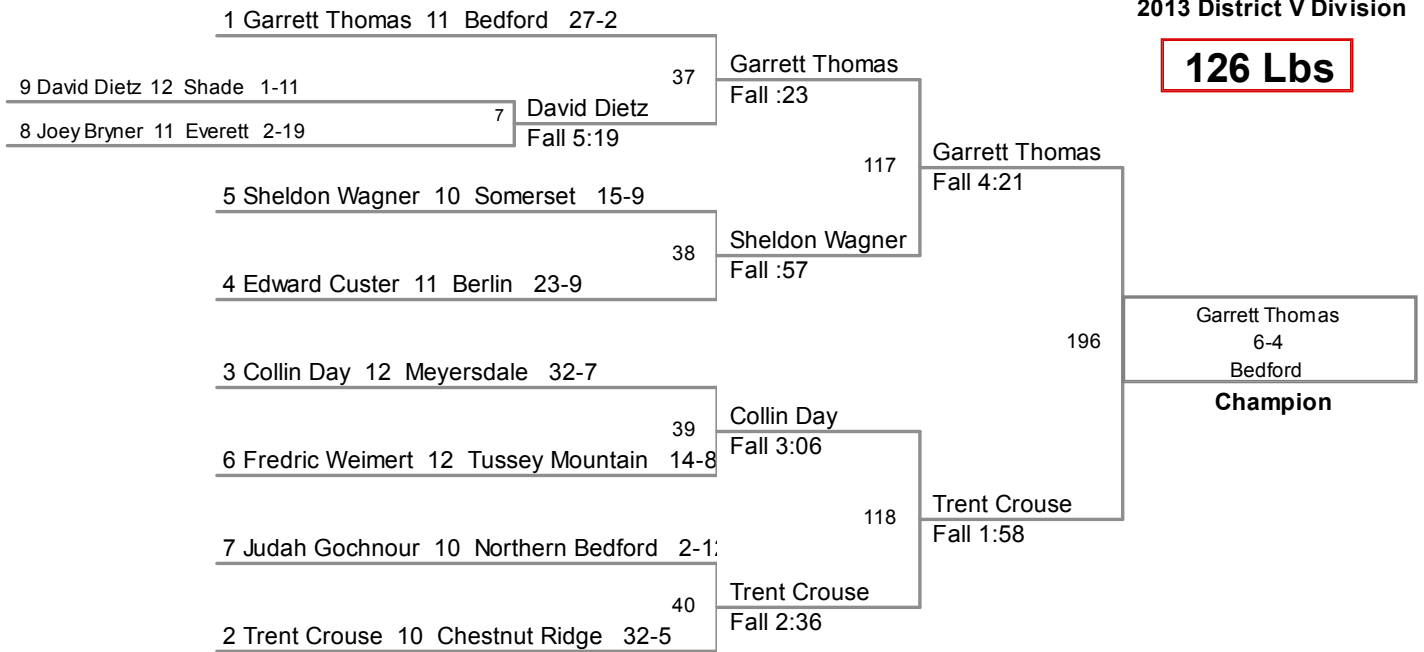 2013 District V Division
126 Lbs
1 Garrett Thomas 11 Bedford 27-2
9 David Dietz 12 Shade 1-11
8 Joey Bryner 11 Everett 2-19
7
David Dietz
Fall 5:19
37
Garrett Thomas
Fall :23
5 Sheldon Wagner 10 Somerset 15-9
4 Edward Custer 11 Berlin 23-9
38
Sheldon Wagner
Fall :57
117
Garrett Thomas
Fall 4:21
3 Collin Day 12 Meyersdale 32-7
6 Fredric Weimert 12 Tussey Mountain 14-8
39
Collin Day
Fall 3:06
7 Judah Gochnour 10 Northern Bedford
2 Trent Crouse 10 Chestnut Ridge 32-5
40
Trent Crouse
Fall 2:36
118
Trent Crouse
Fall 1:58
196
Garrett Thomas
6-4
Bedford
Champion